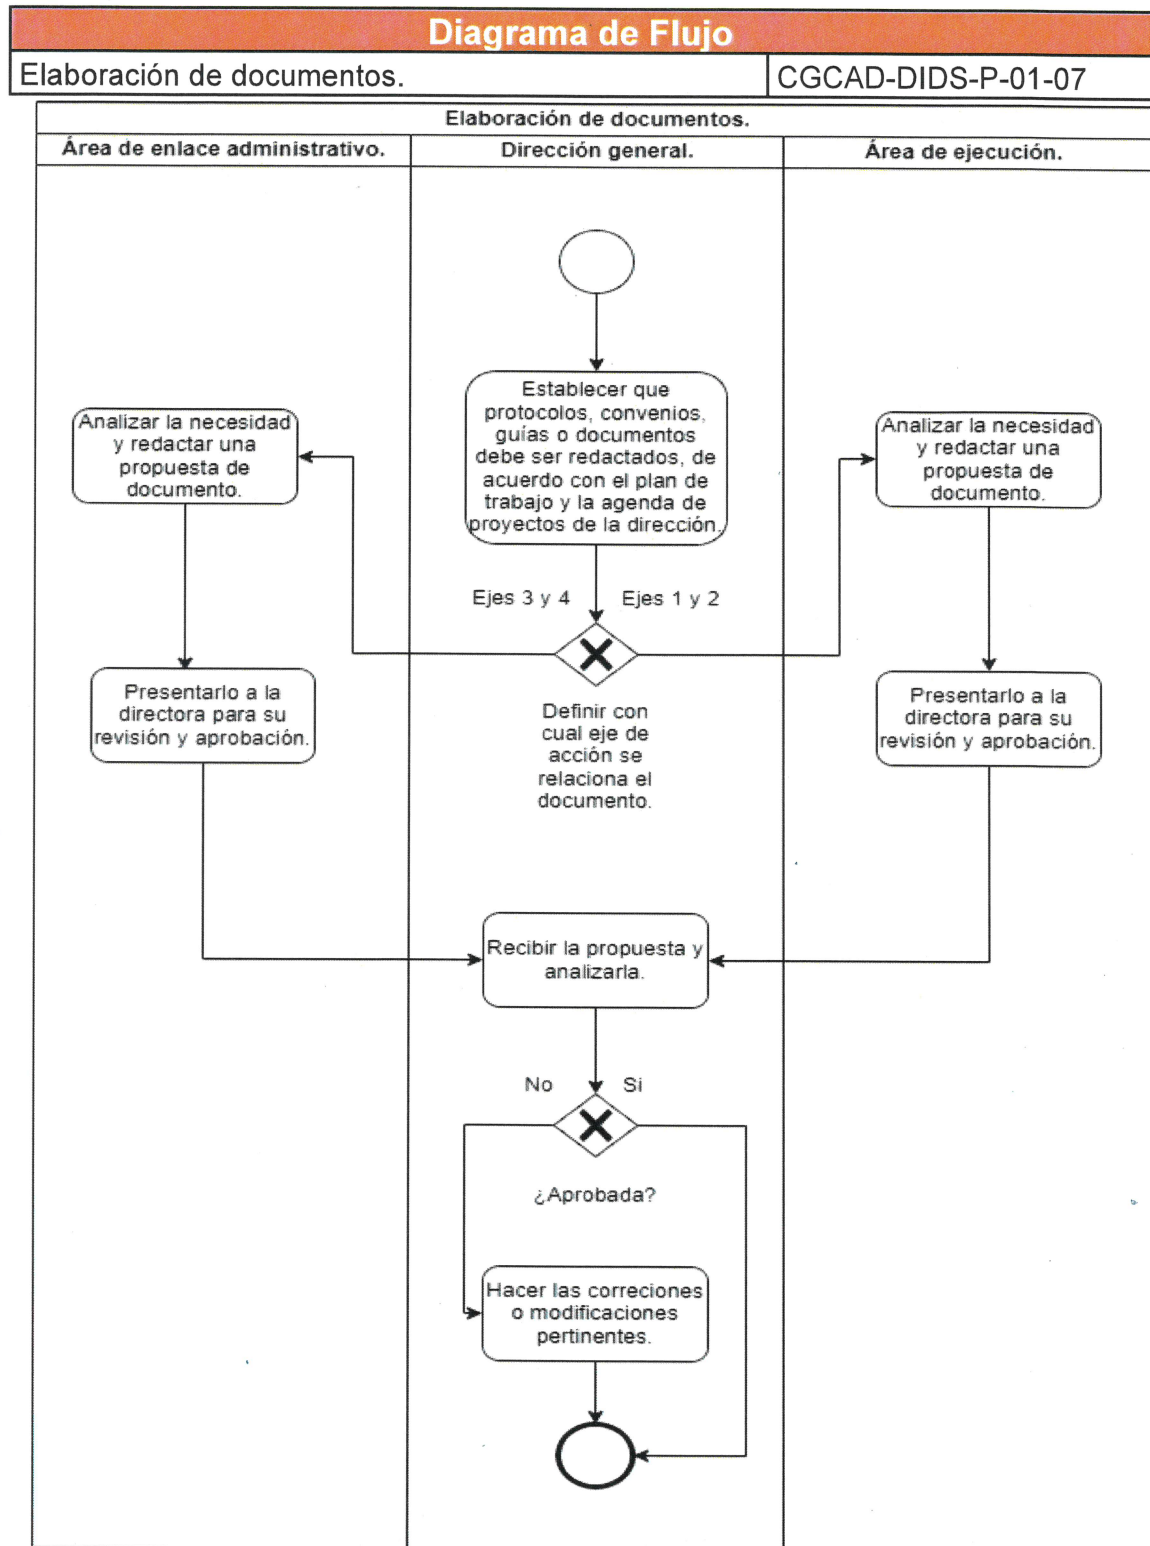 Diagrama de Flujo
Elaboración de documentos.
CGCAD-DIDS-P-01-07
Elaboración de documentos.
Área de enlace administrativo.
Dirección general.
Área de ejecución.
Establecer que
protocolos, convenios,
guías o documentos
debe ser redactados, de
acuerdo con el plan de
trabajo y la agenda de
proyectos de la dirección.
Analizar la necesidad
y redactar una
propuesta de
documento.
Analizar la necesidad
y redactar una
propuesta de
documento.
Ejes 3 y 4
Ejes 1 y 2
Definir con
cual eje de
acción se
relaciona el
documento.
Presentarlo a la
directora para su
revisión y aprobación.
Presentarlo a la
directora para su
revisión y aprobación.
Recibir la propuesta y
analizarla.
No
Si
¿Aprobada?
Hacer las correciones
o modificaciones
pertinentes.